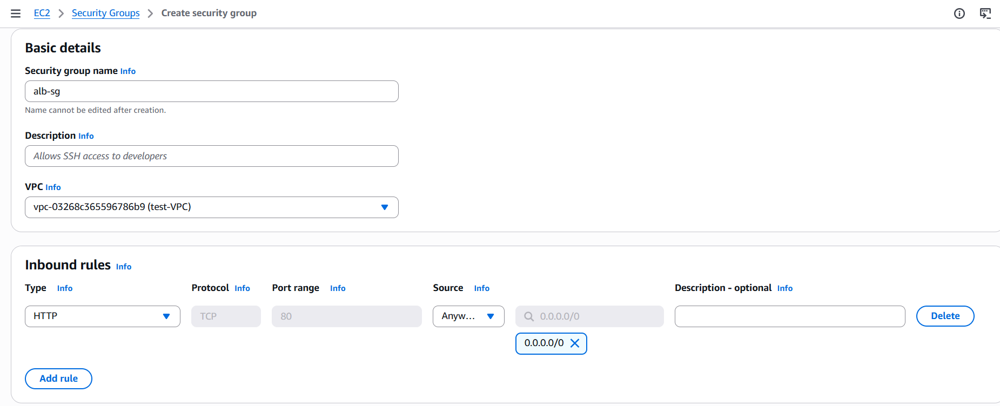 EC2 > Security Groups > Create security group
Basic details
Security group name Info
alb-sg
Name cannot be edited after creation.
Description Info
Allows SSH access to developers
VPC Info
vpc-03268c365596786b9 (test-VPC)
Inbound rules Info
Type Info Protocol Info Port range Info Source Info Description - optional Info
HTTP TCP 80 Anyw... 0.0.0.0/0 Delete
0.0.0.0/0
Add rule